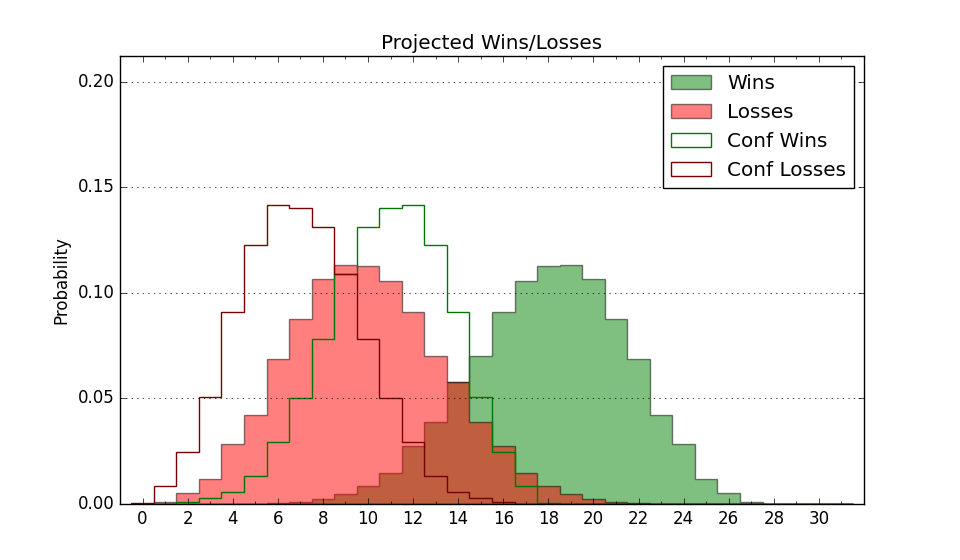 Projected Wins/Losses
Wins
Losses
Conf Wins
Conf Losses
Probability
0.20
0.15
0.10
0.05
0.00
0 2 4 6 8 10 12 14 16 18 20 22 24 26 28 30